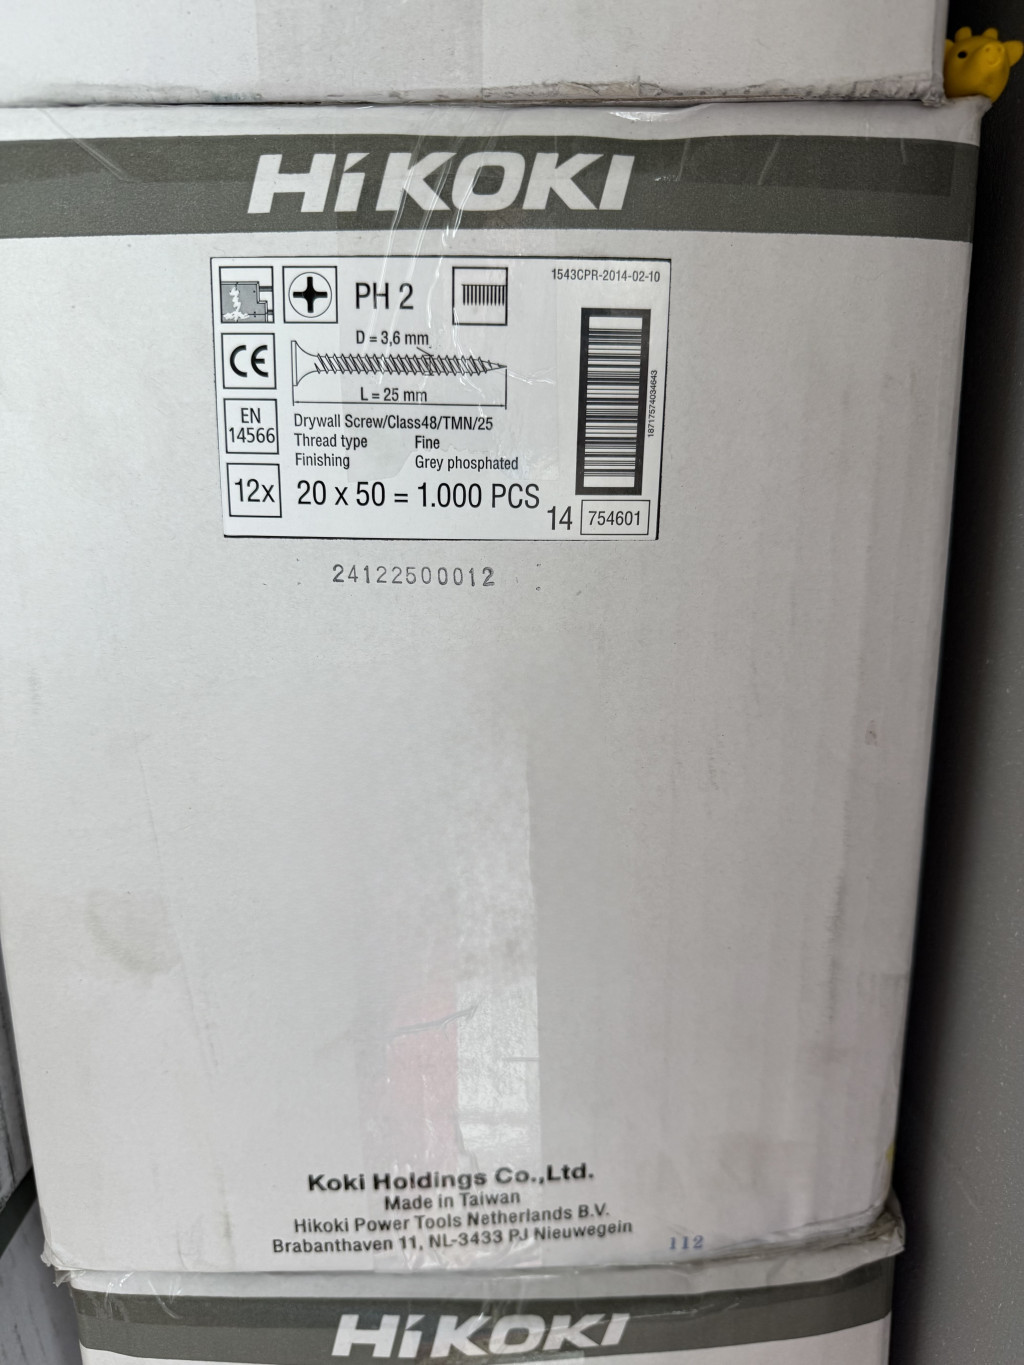 HiKOKI
PH 2
1543CPR-2014-02-10
D = 3,6 mm
CE
L = 25 mm
18717574034643
EN
14566
Drywall Screw/Class48/TMN/25
Thread type Fine
Finishing Grey phosphated
12x
20 x 50 = 1.000 PCS
14 754601
24122500012
Koki Holdings Co.,Ltd.
Made in Taiwan
Hikoki Power Tools Netherlands B.V.
Brabanthaven 11, NL-3433 PJ Nieuwegein
112
HiKOKI